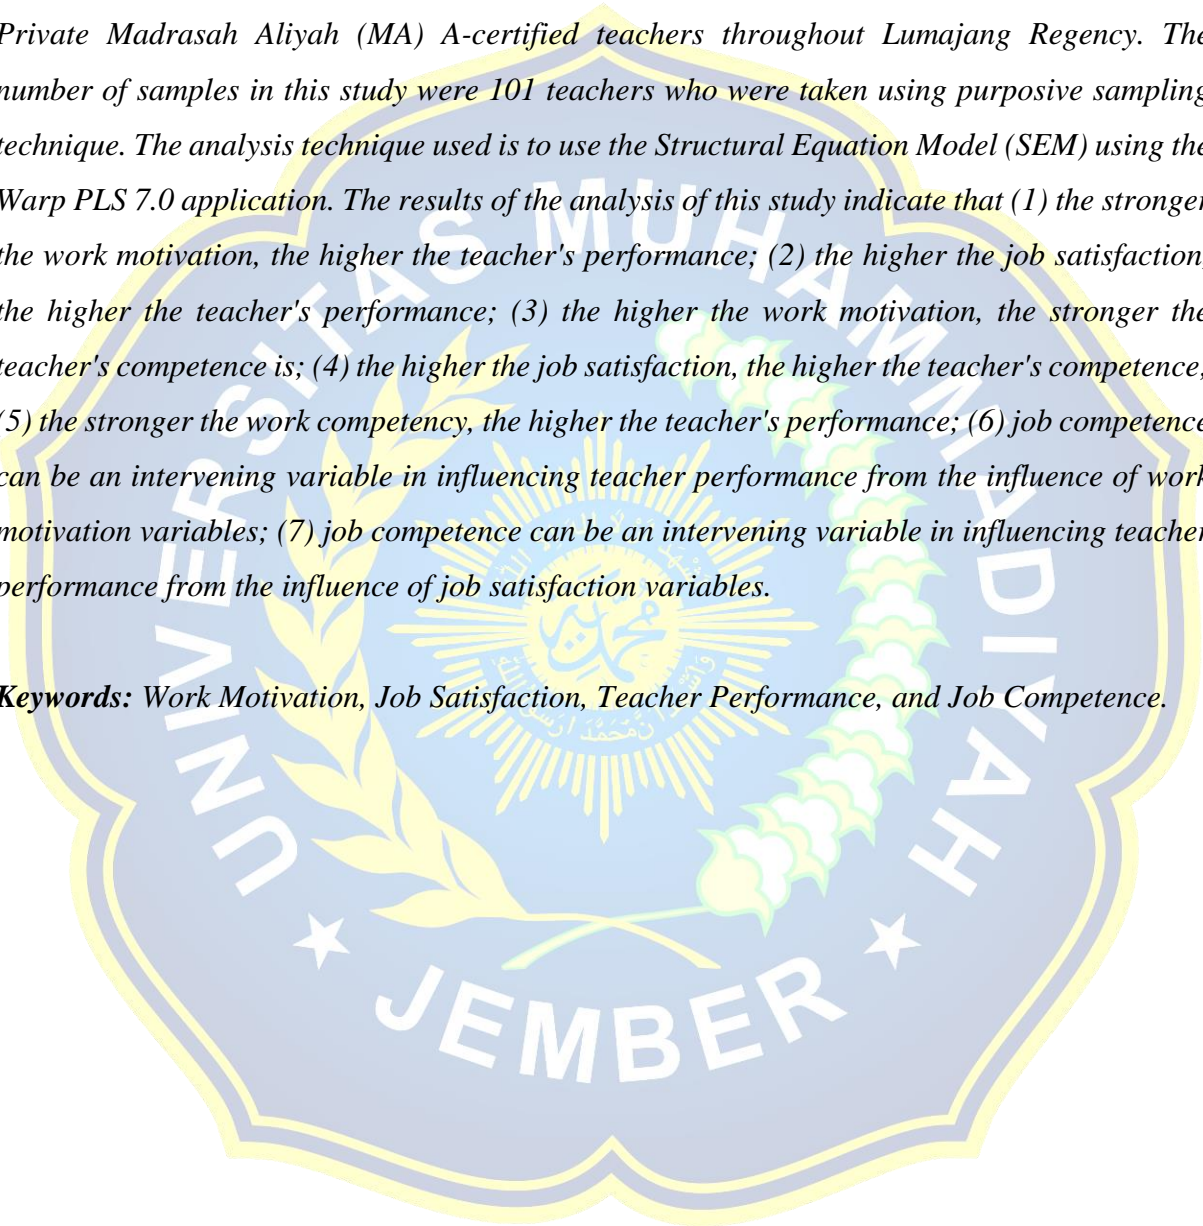 Private Madrasah Aliyah (MA) A-certified teachers throughout Lumajang Regency. The
number of samples in this study were 101 teachers who were taken using purposive sampling
technique. The analysis technique used is to use the Structural Equation Model (SEM) using the
Warp PLS 7.0 application. The results of the analysis of this study indicate that (1) the stronger
the work motivation, the higher the teacher's performance; (2) the higher the job satisfaction,
the higher the teacher's performance; (3) the higher the work motivation, the stronger the
teacher's competence is; (4) the higher the job satisfaction, the higher the teacher's competence;
(5) the stronger the work competency, the higher the teacher's performance; (6) job competence
can be an intervening variable in influencing teacher performance from the influence of work
motivation variables; (7) job competence can be an intervening variable in influencing teacher
performance from the influence of job satisfaction variables.
Keywords: Work Motivation, Job Satisfaction, Teacher Performance, and Job Competence.
UNIVERSITAS MUHAMMADIYAH
JEMBER